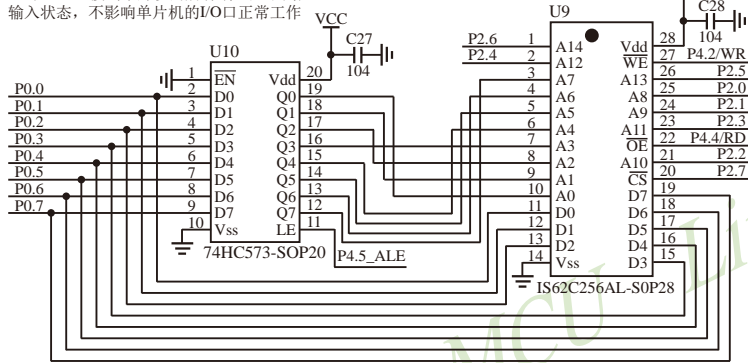 输入状态，不影响单片机的I/O口正常工作
VCC
C27
104
U10
1 EN Vdd 20
2 D0 Q0 19
3 D1 Q1 18
4 D2 Q2 17
5 D3 Q3 16
6 D4 Q4 15
7 D5 Q5 14
8 D6 Q6 13
9 D7 Q7 12
10 Vss LE 11
74HC573-SOP20
P4.5_ALE
P0.0
P0.1
P0.2
P0.3
P0.4
P0.5
P0.6
P0.7
C28
104
U9
P2.6 1 A14 Vdd 28
P2.4 2 A12 WE 27 P4.2/WR
3 A7 A13 26 P2.5
4 A6 A8 25 P2.0
5 A5 A9 24 P2.1
6 A4 A11 23 P2.3
7 A3 OE 22 P4.4/RD
8 A2 A10 21 P2.2
9 A1 CS 20 P2.7
10 A0 D7 19
11 D0 D6 18
12 D1 D5 17
13 D2 D4 16
14 Vss D3 15
IS62C256AL-S0P28
MCU Li